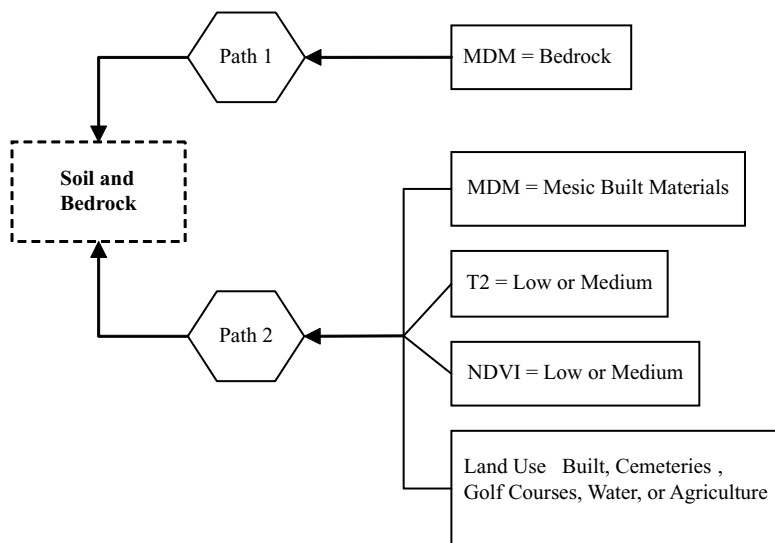 Path 1
MDM = Bedrock
Soil and
Bedrock
MDM = Mesic Built Materials
T2 = Low or Medium
Path 2
NDVI = Low or Medium
Land Use   Built, Cemeteries ,
Golf Courses, Water, or Agriculture